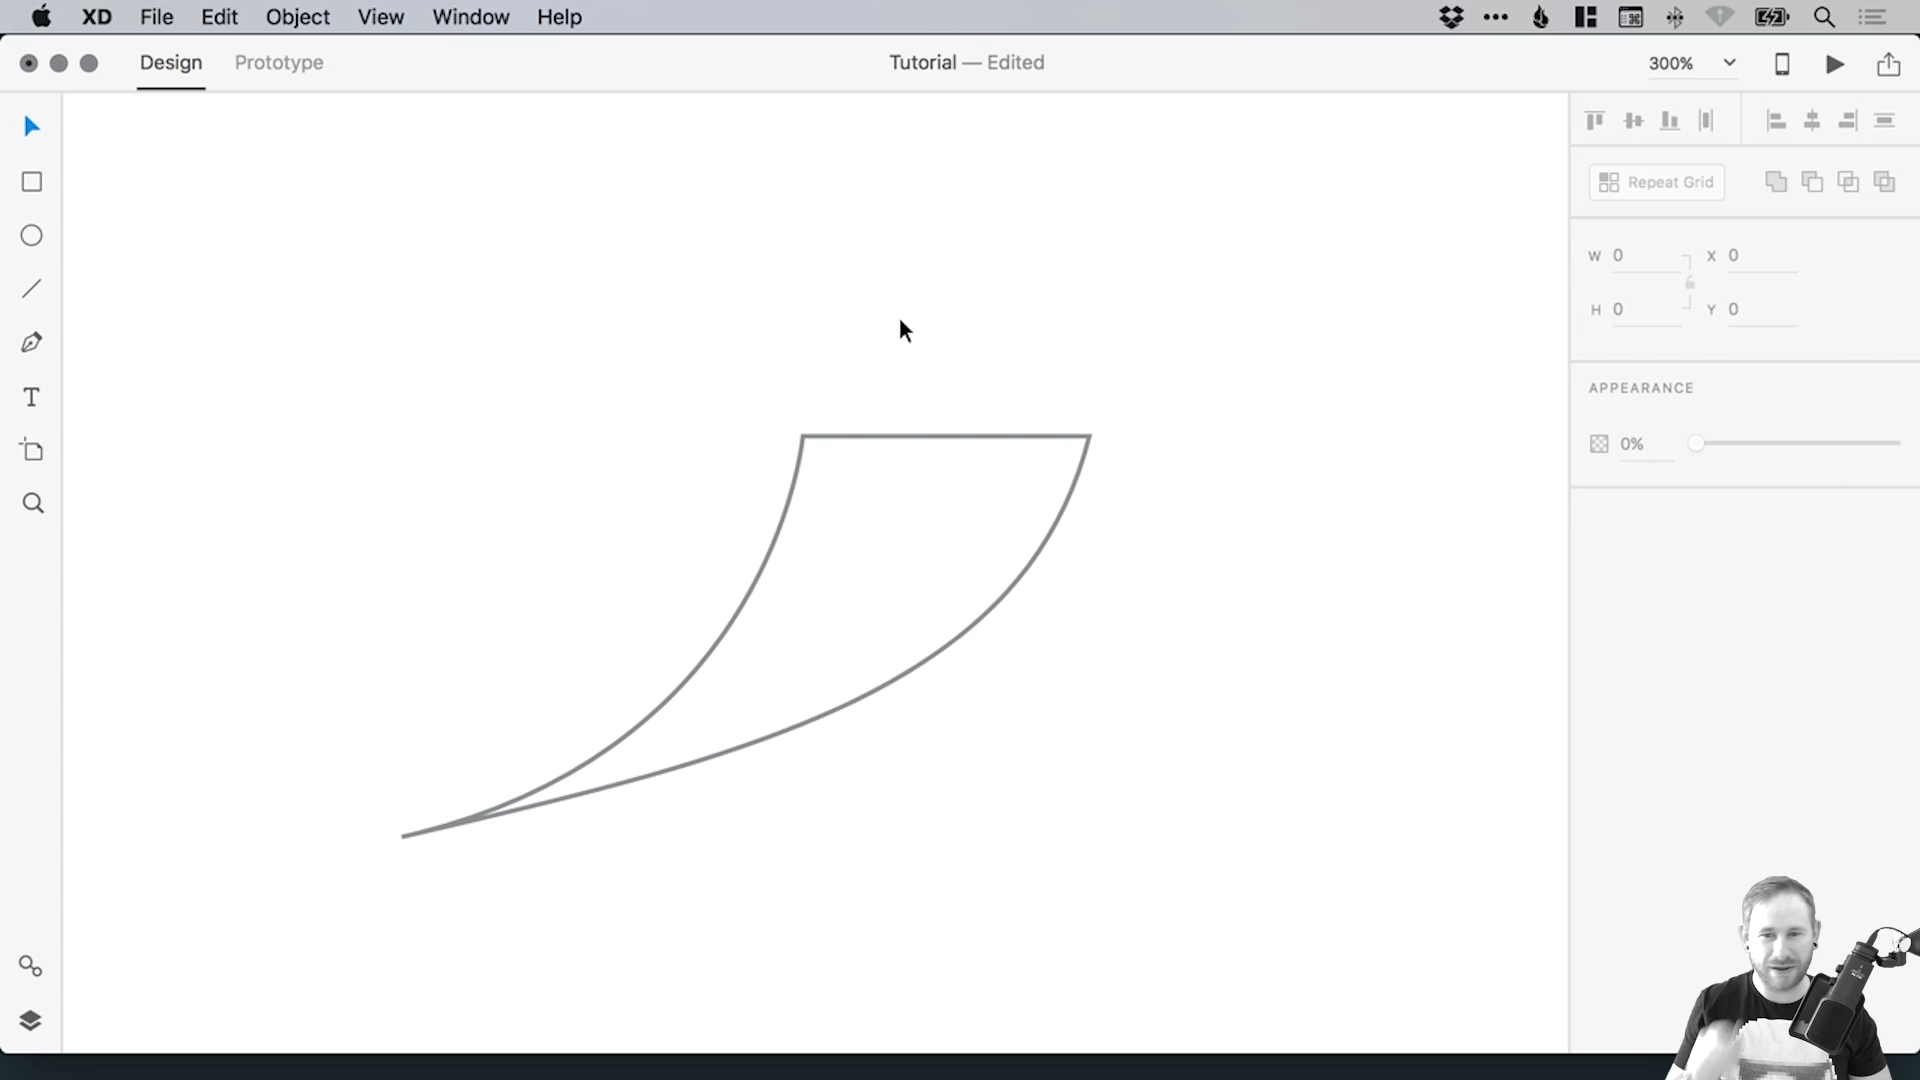 XD File Edit Object View Window Help
Design Prototype Tutorial — Edited 300%
Repeat Grid
W 0 X 0
H 0 Y 0
APPEARANCE
0%
T